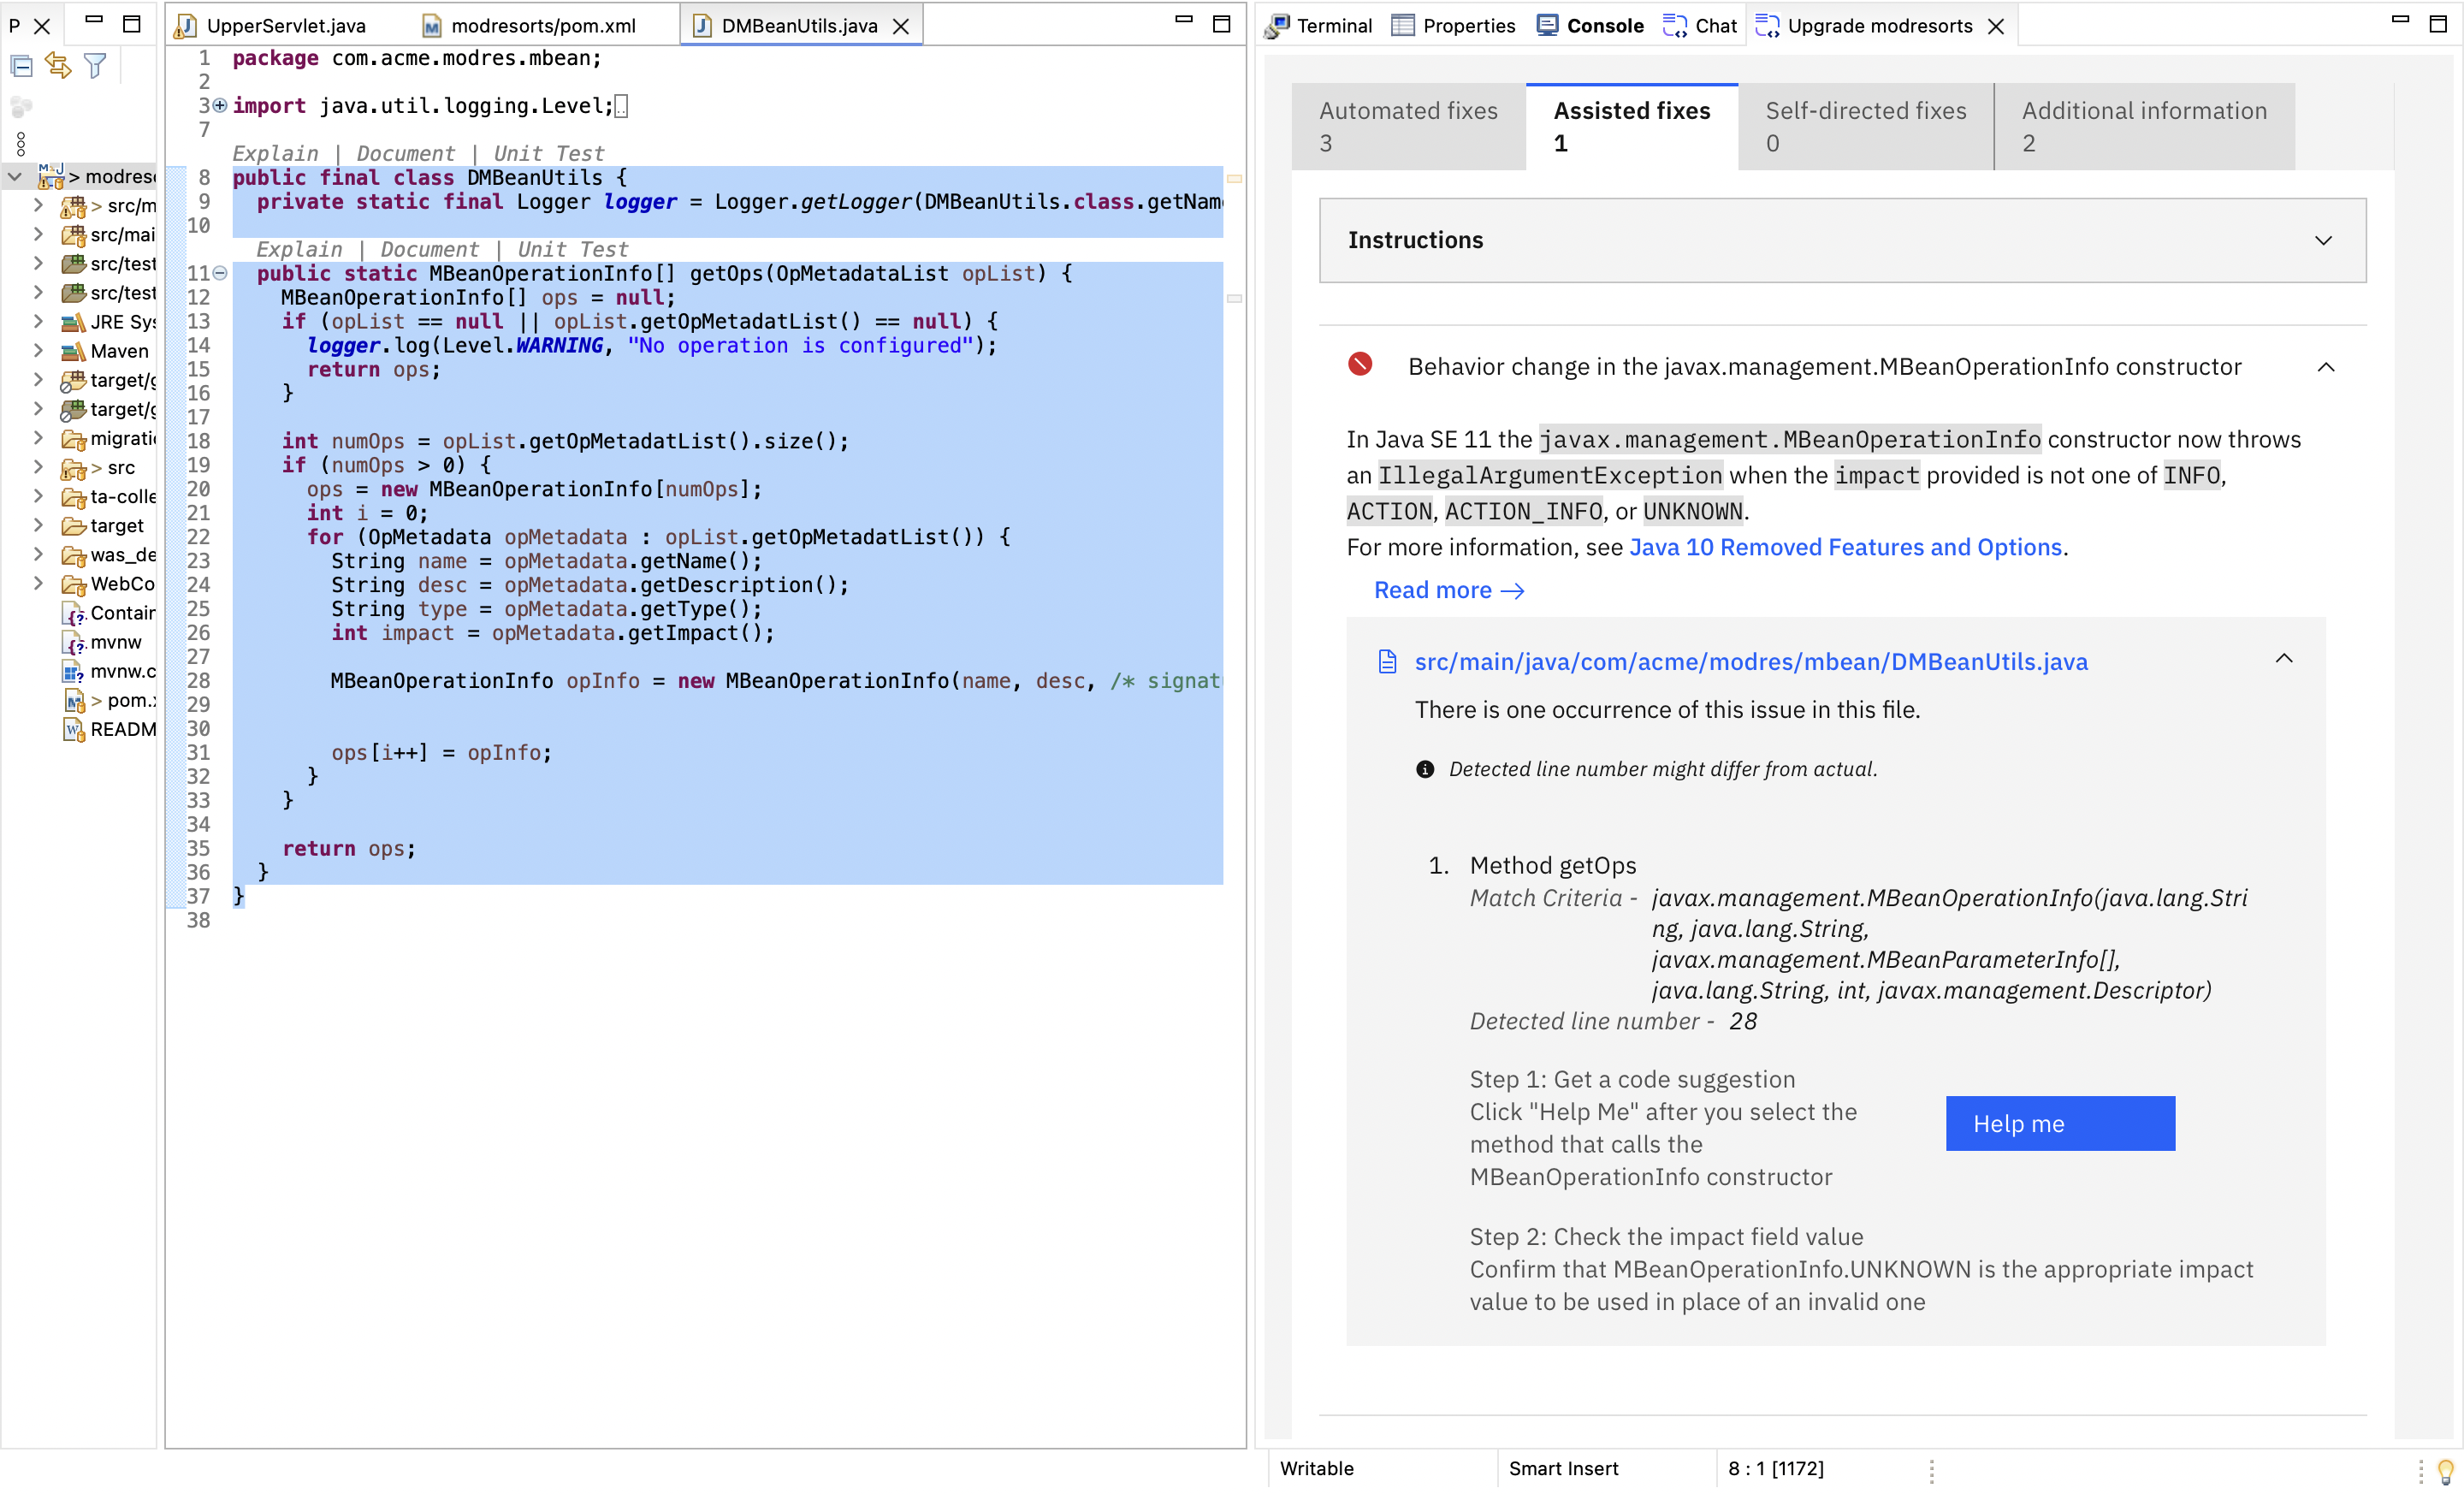 P
> modreso
> src/m
src/mai
src/test
src/test
JRE Sys
Maven
target/g
target/g
migratio
> src
ta-colle
target
was_de
WebCo
Contair
mvnw
mvnw.c
> pom.x
READM
UpperServlet.java
modresorts/pom.xml
DMBeanUtils.java
1 package com.acme.modres.mbean;
2
3 import java.util.logging.Level;
7
Explain | Document | Unit Test
8 public final class DMBeanUtils {
9 private static final Logger logger = Logger.getLogger(DMBeanUtils.class.getNam
10
Explain | Document | Unit Test
11 public static MBeanOperationInfo[] getOps(OpMetadataList opList) {
12 MBeanOperationInfo[] ops = null;
13 if (opList == null || opList.getOpMetadatList() == null) {
14 logger.log(Level.WARNING, "No operation is configured");
15 return ops;
16 }
17
18 int numOps = opList.getOpMetadatList().size();
19 if (numOps > 0) {
20 ops = new MBeanOperationInfo[numOps];
21 int i = 0;
22 for (OpMetadata opMetadata : opList.getOpMetadatList()) {
23 String name = opMetadata.getName();
24 String desc = opMetadata.getDescription();
25 String type = opMetadata.getType();
26 int impact = opMetadata.getImpact();
27
28 MBeanOperationInfo opInfo = new MBeanOperationInfo(name, desc, /* signat
29
30
31 ops[i++] = opInfo;
32 }
33 }
34
35 return ops;
36 }
37 }
38
Terminal
Properties
Console
Chat
Upgrade modresorts
Automated fixes
3
Assisted fixes
1
Self-directed fixes
0
Additional information
2
Instructions
Behavior change in the javax.management.MBeanOperationInfo constructor
In Java SE 11 the javax.management.MBeanOperationInfo constructor now throws
an IllegalArgumentException when the impact provided is not one of INFO,
ACTION, ACTION_INFO, or UNKNOWN.
For more information, see Java 10 Removed Features and Options.
Read more →
src/main/java/com/acme/modres/mbean/DMBeanUtils.java
There is one occurrence of this issue in this file.
Detected line number might differ from actual.
1. Method getOps
Match Criteria - javax.management.MBeanOperationInfo(java.lang.Stri
ng, java.lang.String,
javax.management.MBeanParameterInfo[],
java.lang.String, int, javax.management.Descriptor)
Detected line number - 28
Step 1: Get a code suggestion
Click "Help Me" after you select the
method that calls the
MBeanOperationInfo constructor
Help me
Step 2: Check the impact field value
Confirm that MBeanOperationInfo.UNKNOWN is the appropriate impact
value to be used in place of an invalid one
Writable
Smart Insert
8 : 1 [1172]